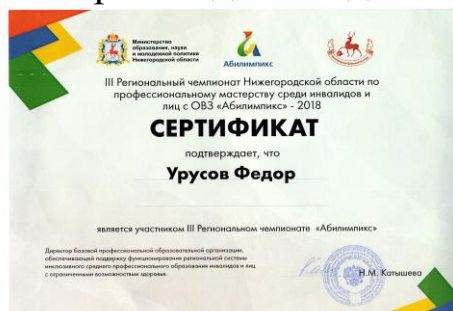 Министерство
образования, науки
и молодежной политики
Нижегородской области
Абилимпикс
III Региональный чемпионат Нижегородской области по
профессиональному мастерству среди инвалидов и
лиц с ОВЗ «Абилимпикс» - 2018
СЕРТИФИКАТ
подтверждает, что
Урусов Федор
является участником III Региональном чемпионате «Абилимпикс»
Директор базовой профессиональной образовательной организации,
обеспечивающей поддержку функционирования региональной системы
инклюзивного среднего профессионального образования инвалидов и лиц
с ограниченными возможностями здоровья.
Н.М. Катышева